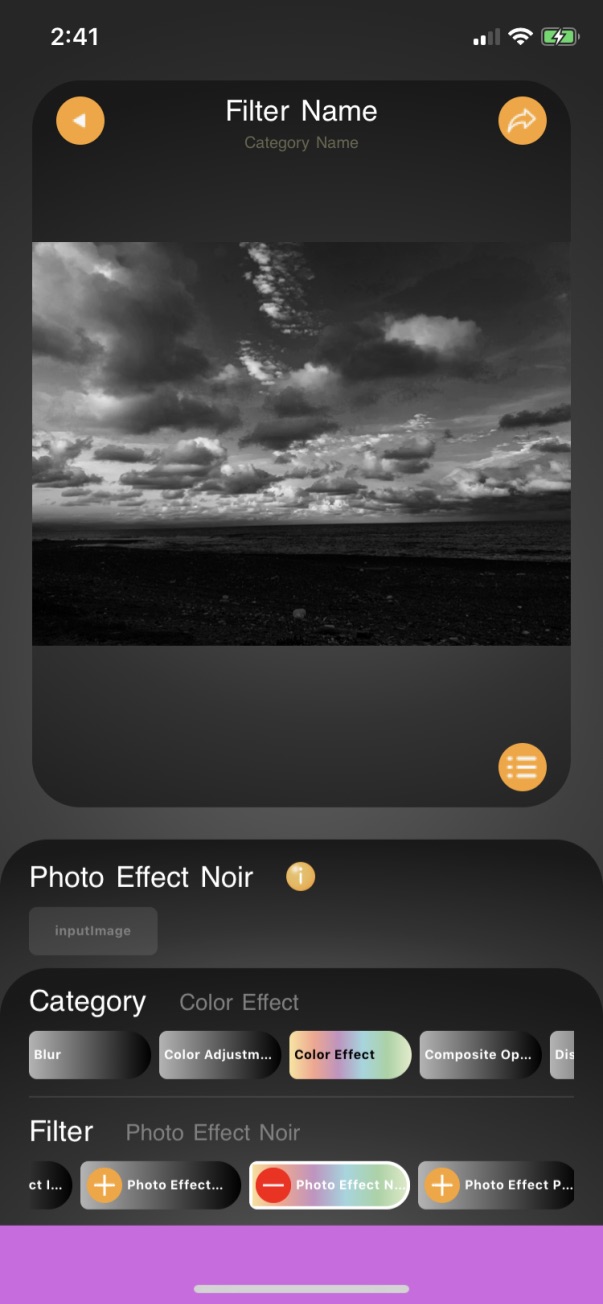 2:41
Filter Name
Category Name
Photo Effect Noir
i
inputImage
Category Color Effect
Blur Color Adjustm... Color Effect Composite Op... Dis
Filter Photo Effect Noir
ct I... Photo Effect... Photo Effect N... Photo Effect P...